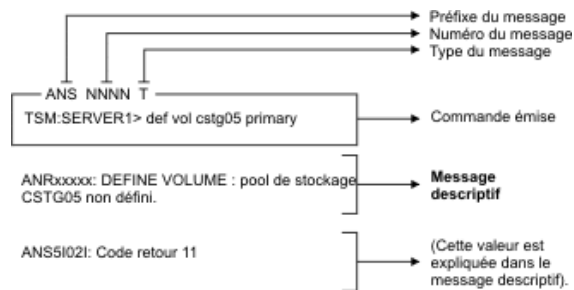 Préfixe du message
Numéro du message
Type du message
ANS NNNN T
TSM:SERVER1> def vol cstg05 primary
Commande émise
ANRxxxxx: DEFINE VOLUME : pool de stockage
CSTG05 non défini.
Message
descriptif
ANS5I02I: Code retour 11
(Cette valeur est
expliquée dans le
message descriptif).